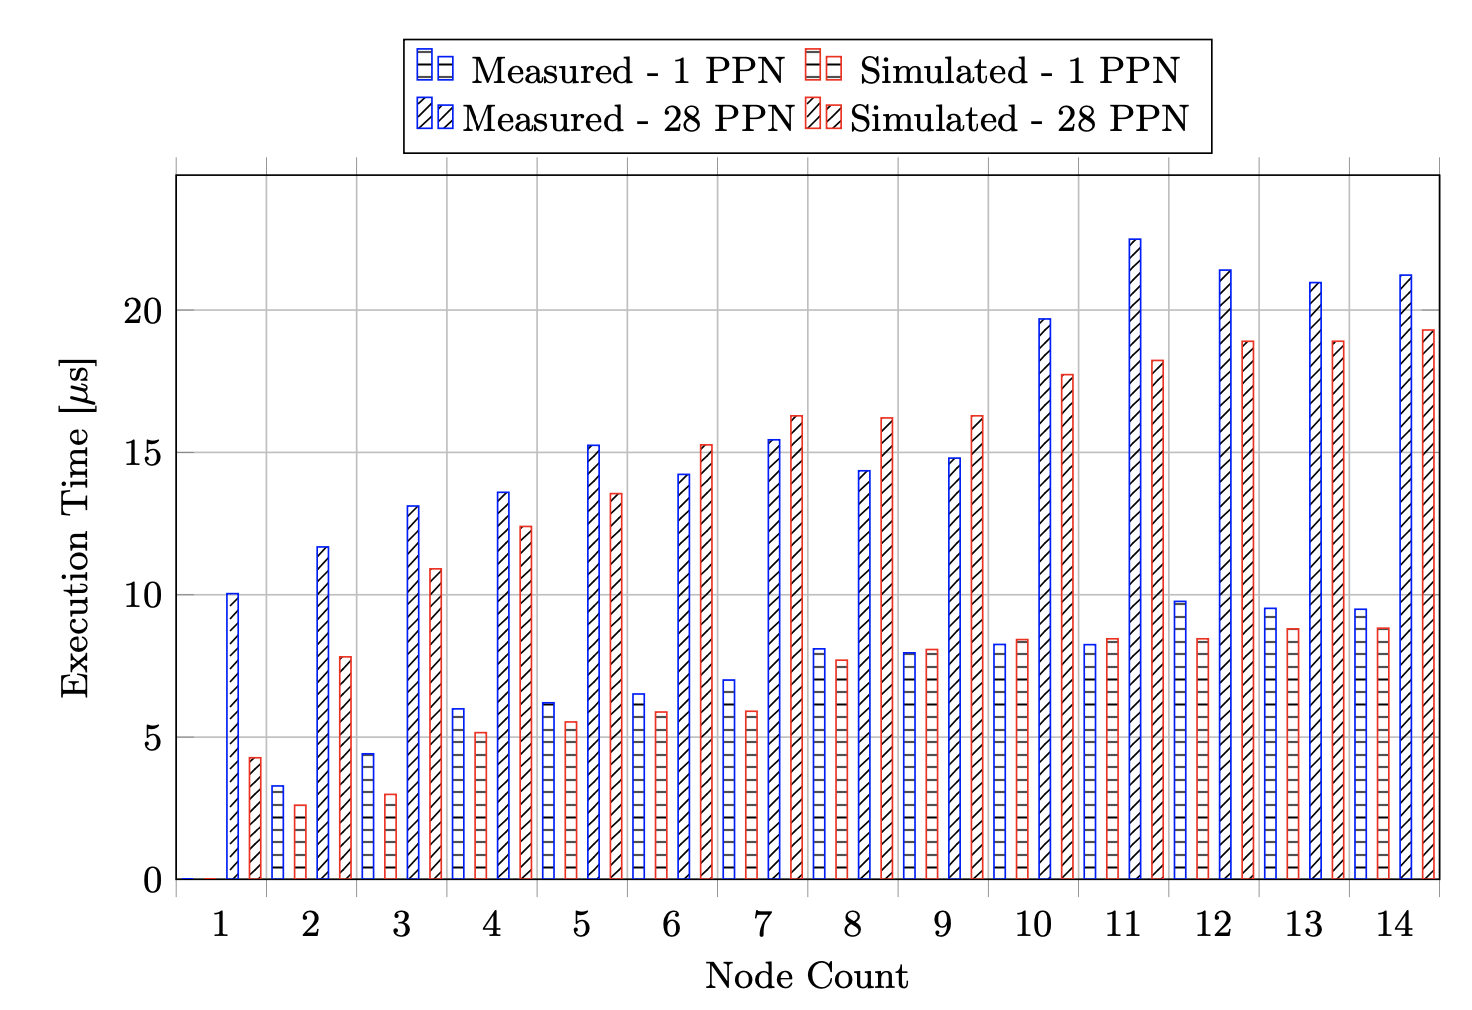 Measured - 1 PPN Simulated - 1 PPN
Measured - 28 PPN Simulated - 28 PPN
20
15
10
5
0
Execution Time [μs]
1 2 3 4 5 6 7 8 9 10 11 12 13 14
Node Count